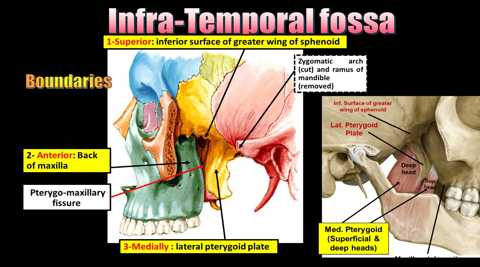 Infra-Temporal fossa
1-Superior: inferior surface of greater wing of sphenoid
Boundaries
Zygomatic arch
(cut) and ramus of
mandible
(removed)
Inf. Surface of greater
wing of sphenoid
Lat. Pterygoid
Plate
2- Anterior: Back
of maxilla
Deep
head
head
Pterygo-maxillary
fissure
Med. Pterygoid
(Superficial &
deep heads)
3-Medially : lateral pterygoid plate